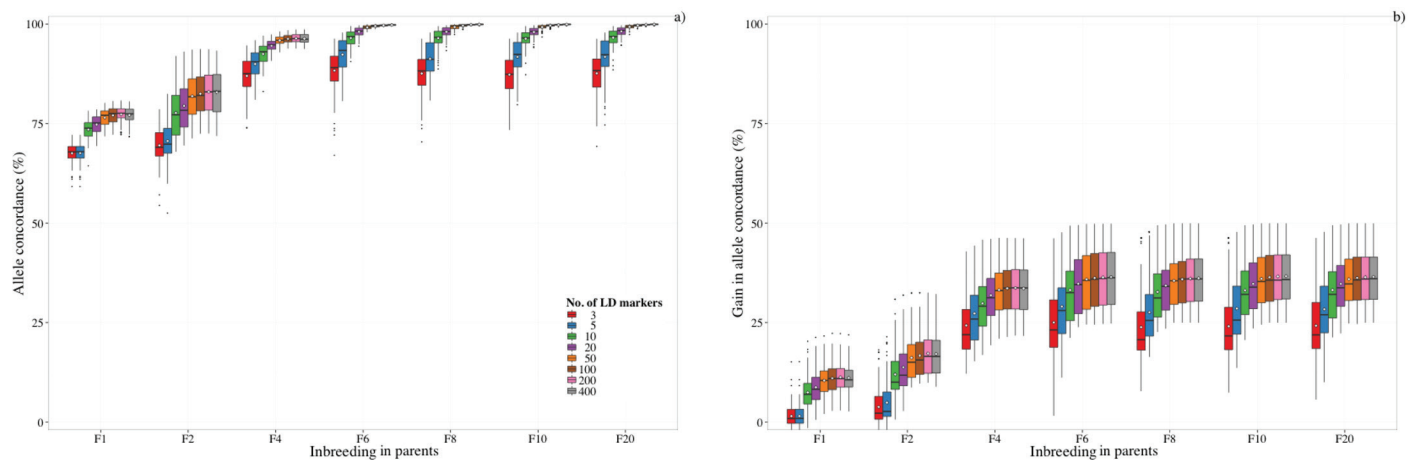 a)
100
75
50
25
0
Allele concordance (%)
F1 F2 F4 F6 F8 F10 F20
Inbreeding in parents
No. of LD markers
3
5
10
20
50
100
200
400
b)
100
75
50
25
0
Gain in allele concordance (%)
F1 F2 F4 F6 F8 F10 F20
Inbreeding in parents